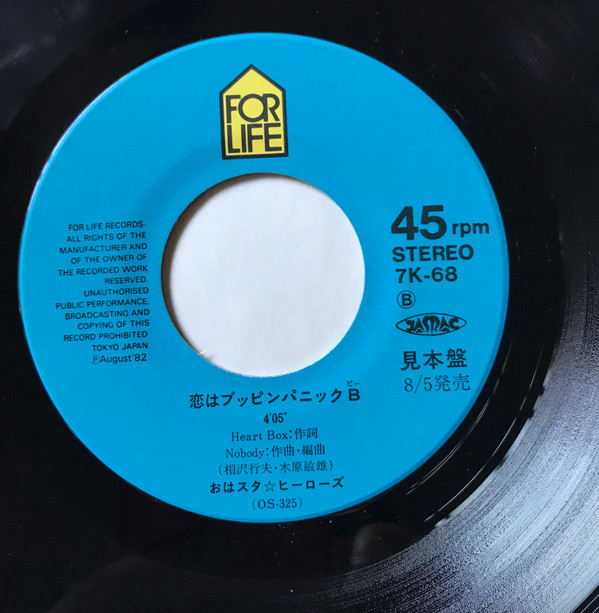 FOR
LIFE
FOR LIFE RECORDS-
ALL RIGHTS OF THE
MANUFACTURER AND
OF THE OWNER OF
THE RECORDED WORK
RESERVED.
UNAUTHORISED
PUBLIC PERFORMANCE,
BROADCASTING AND
COPYING OF THIS
RECORD PROHIBITED
TOKYO JAPAN
ⓅAugust'82
45 rpm
STEREO
7K-68
Ⓑ
JASRAC
見本盤
8/5発売
恋はブッピンパニックB
ビー
4'05"
Heart Box:作詞
Nobody:作曲・編曲
(相沢行夫・木原敏雄)
おはスタ☆ヒーローズ
(OS-325)